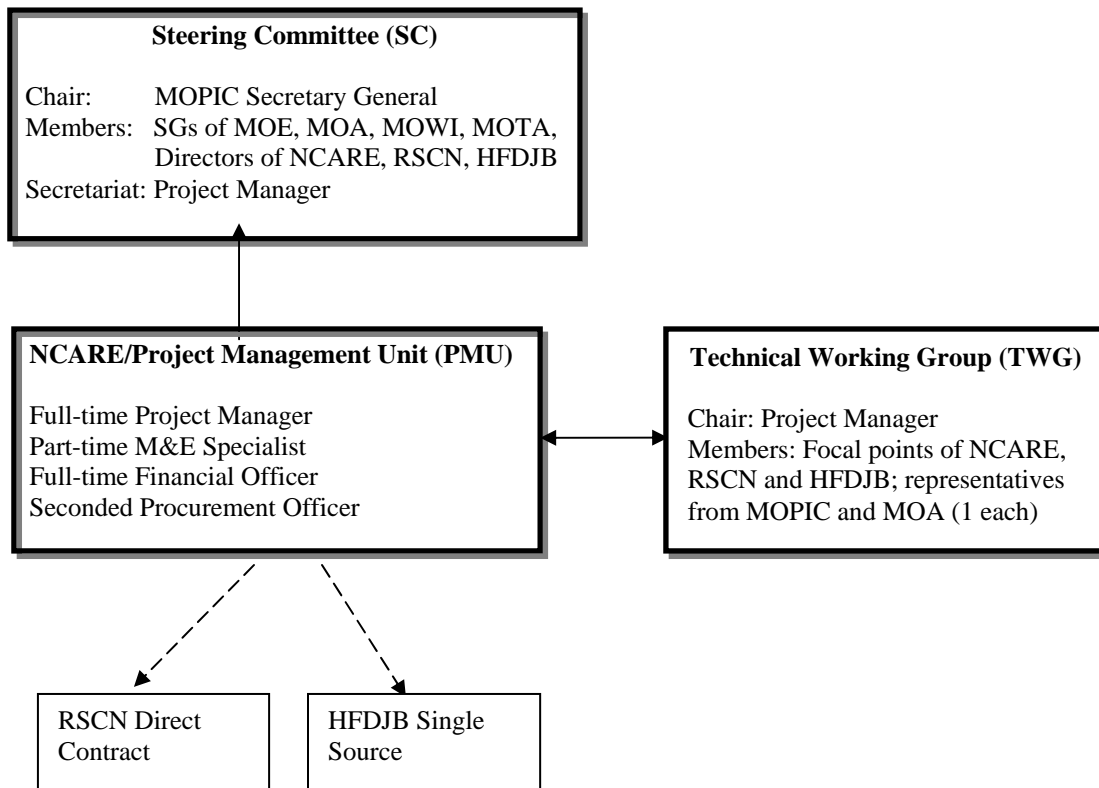 Steering Committee (SC)
Chair: MOPIC Secretary General
Members: SGs of MOE, MOA, MOWI, MOTA,
Directors of NCARE, RSCN, HFDJB
Secretariat: Project Manager
NCARE/Project Management Unit (PMU)
Full-time Project Manager
Part-time M&E Specialist
Full-time Financial Officer
Seconded Procurement Officer
Technical Working Group (TWG)
Chair: Project Manager
Members: Focal points of NCARE,
RSCN and HFDJB; representatives
from MOPIC and MOA (1 each)
RSCN Direct
Contract
HFDJB Single
Source